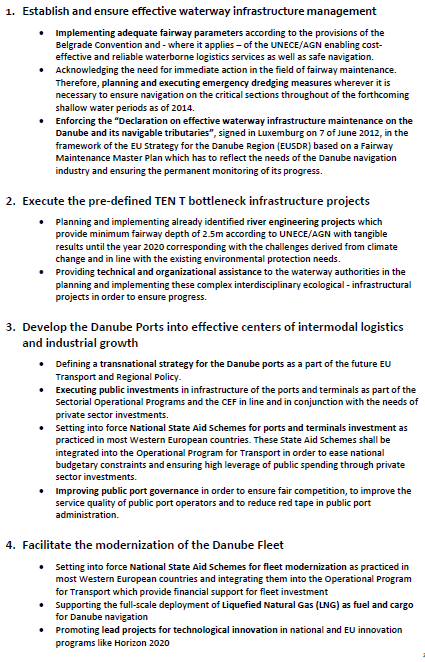 1. Establish and ensure effective waterway infrastructure management
• Implementing adequate fairway parameters according to the provisions of the
Belgrade Convention and - where it applies – of the UNECE/AGN enabling cost-
effective and reliable waterborne logistics services as well as safe navigation.
• Acknowledging the need for immediate action in the field of fairway maintenance.
Therefore, planning and executing emergency dredging measures wherever it is
necessary to ensure navigation on the critical sections throughout of the forthcoming
shallow water periods as of 2014.
• Enforcing the “Declaration on effective waterway infrastructure maintenance on the
Danube and its navigable tributaries”, signed in Luxemburg on 7 of June 2012, in the
framework of the EU Strategy for the Danube Region (EUSDR) based on a Fairway
Maintenance Master Plan which has to reflect the needs of the Danube navigation
industry and ensuring the permanent monitoring of its progress.
2. Execute the pre-defined TEN T bottleneck infrastructure projects
• Planning and implementing already identified river engineering projects which
provide minimum fairway depth of 2.5m according to UNECE/AGN with tangible
results until the year 2020 corresponding with the challenges derived from climate
change and in line with the existing environmental protection needs.
• Providing technical and organizational assistance to the waterway authorities in the
planning and implementing these complex interdisciplinary ecological - infrastructural
projects in order to ensure progress.
3. Develop the Danube Ports into effective centers of intermodal logistics
and industrial growth
• Defining a transnational strategy for the Danube ports as a part of the future EU
Transport and Regional Policy.
• Executing public investments in infrastructure of the ports and terminals as part of the
Sectorial Operational Programs and the CEF in line and in conjunction with the needs of
private sector investments.
• Setting into force National State Aid Schemes for ports and terminals investment as
practiced in most Western European countries. These State Aid Schemes shall be
integrated into the Operational Program for Transport in order to ease national
budgetary constraints and ensuring high leverage of public spending through private
sector investments.
• Improving public port governance in order to ensure fair competition, to improve the
service quality of public port operators and to reduce red tape in public port
administration.
4. Facilitate the modernization of the Danube Fleet
• Setting into force National State Aid Schemes for fleet modernization as practiced in
most Western European countries and integrating them into the Operational Program
for Transport which provide financial support for fleet investment
• Supporting the full-scale deployment of Liquefied Natural Gas (LNG) as fuel and cargo
for Danube navigation
• Promoting lead projects for technological innovation in national and EU innovation
programs like Horizon 2020